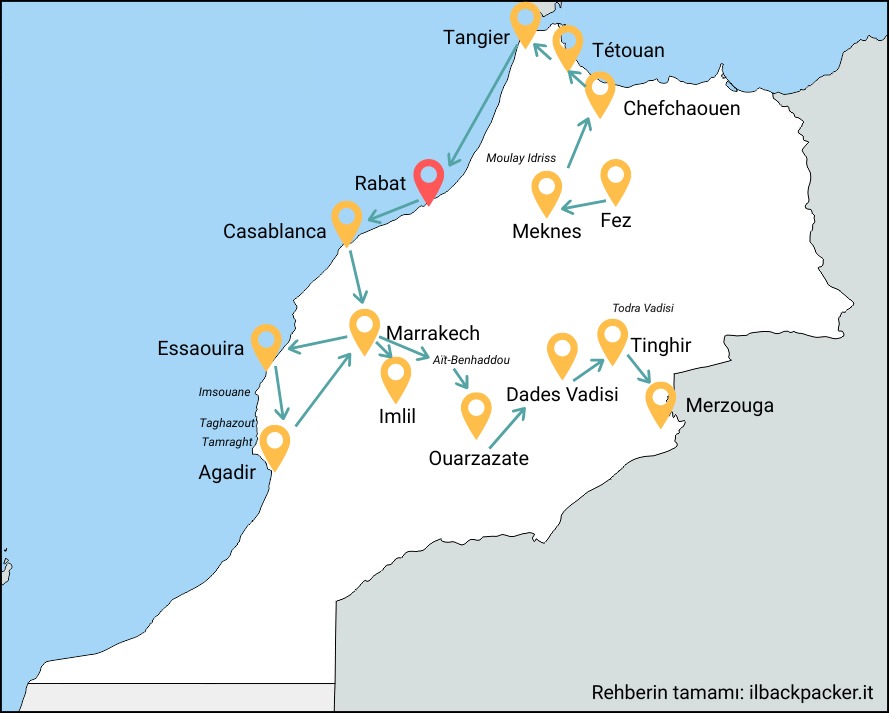 Tangier
Tétouan
Chefchaouen
Moulay Idriss
Rabat
Fez
Meknes
Casablanca
Todra Vadisi
Marrakech
Tinghir
Essaouira
Aït-Benhaddou
Imsouane
Dades Vadisi
Merzouga
Imlil
Taghazout
Tamraght
Ouarzazate
Agadir
Rehberin tamamı: ilbackpacker.it